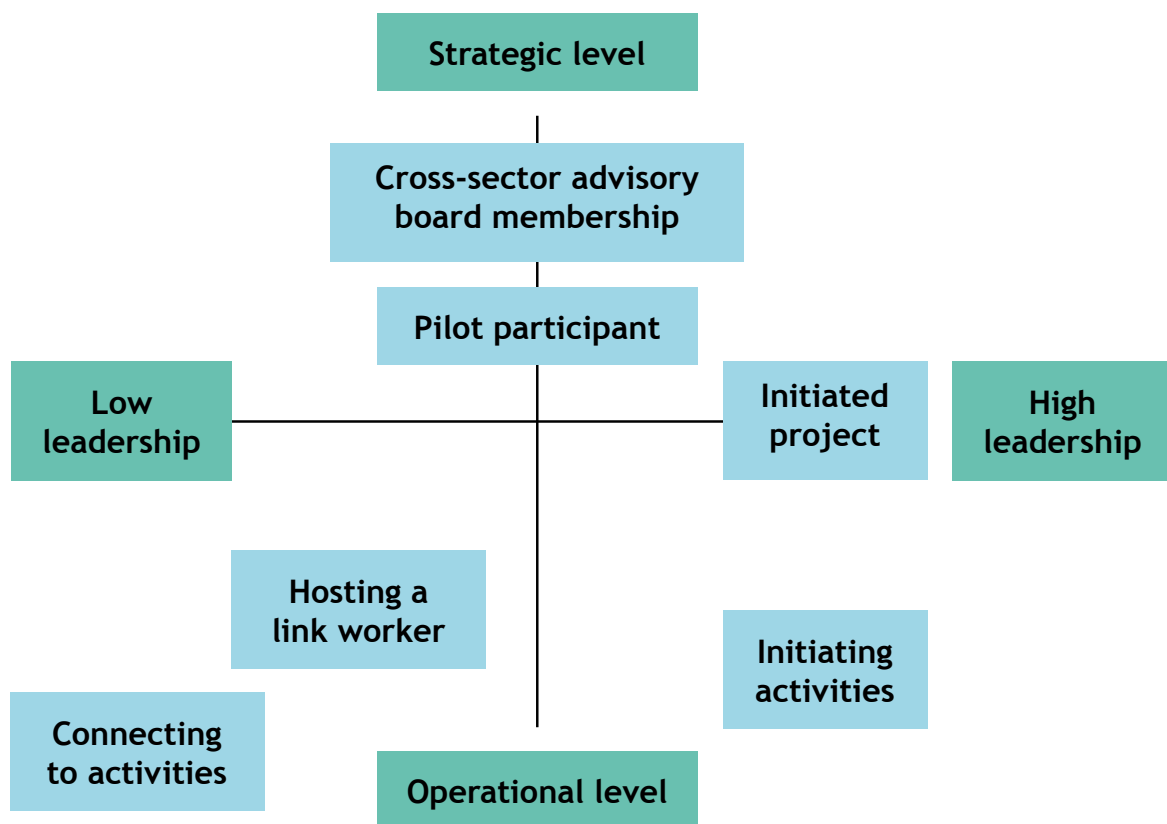 Strategic level
Cross-sector advisory
board membership
Pilot participant
Low
leadership
Initiated
project
High
leadership
Hosting a
link worker
Initiating
activities
Connecting
to activities
Operational level